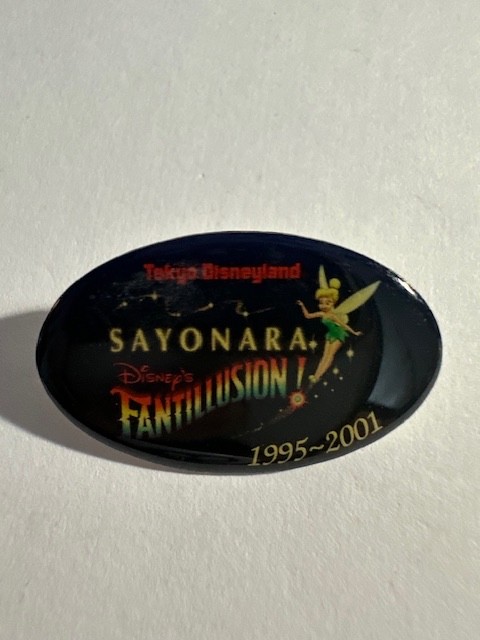 Tokyo Disneyland
SAYONARA
Disney's
FANTILLUSION!
1995~2001